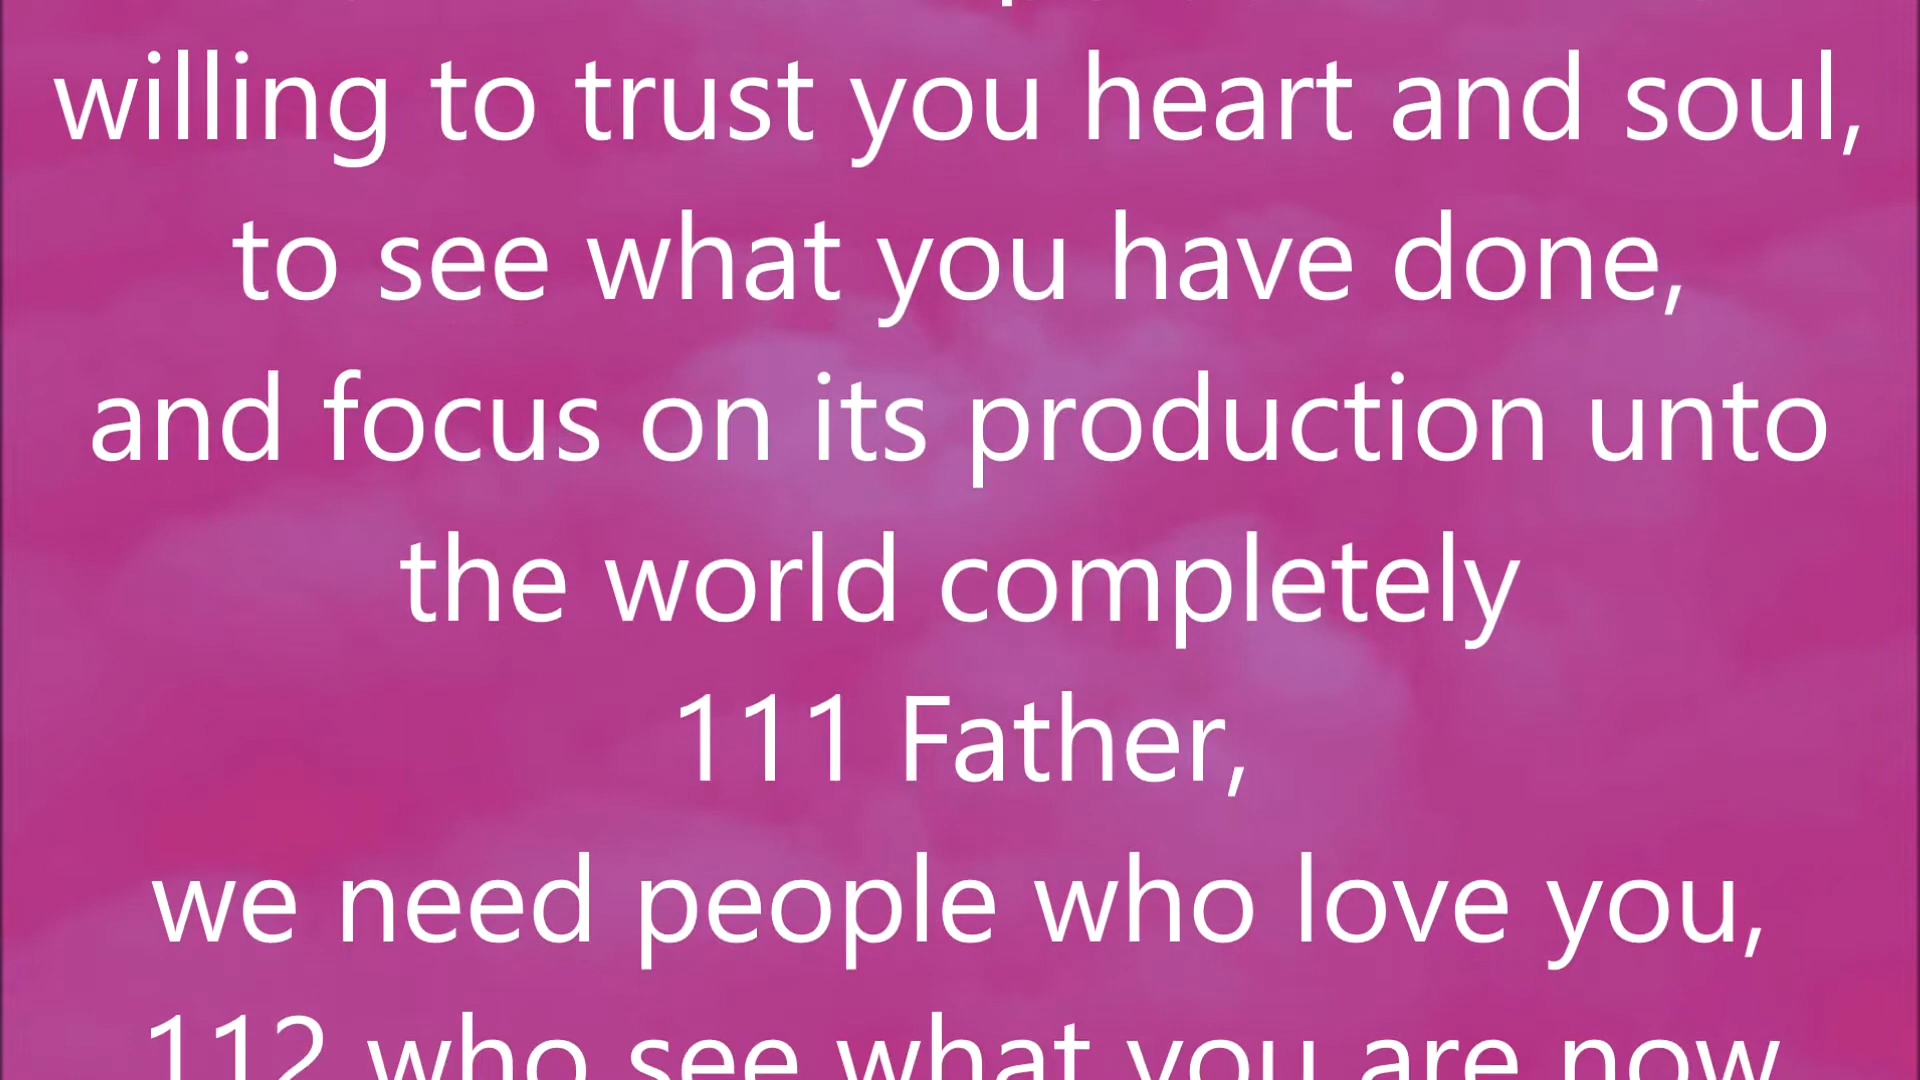 willing to trust you heart and soul,
to see what you have done,
and focus on its production unto
the world completely
111 Father,
we need people who love you,
112 who see what you are now